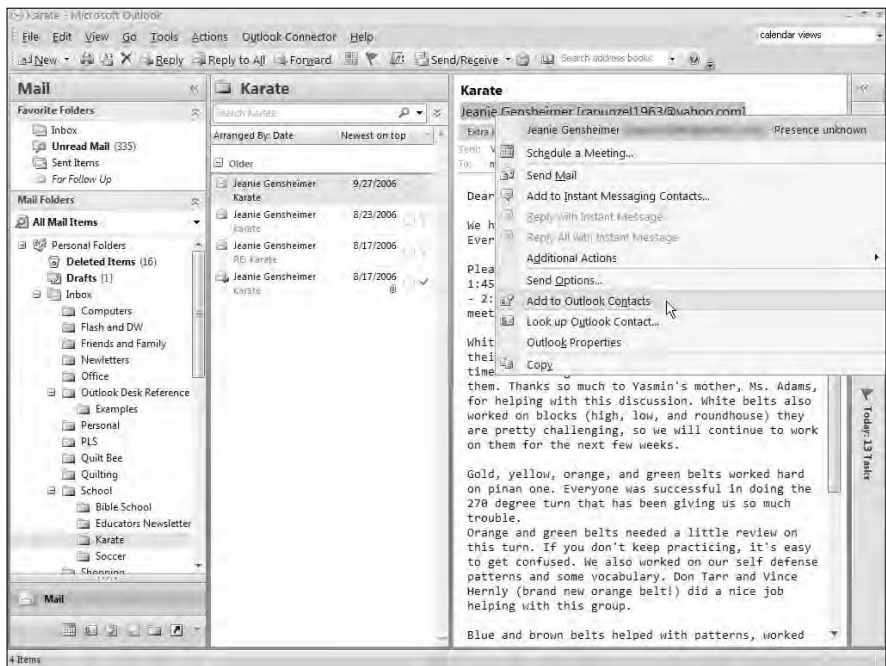 Karate - Microsoft Outlook
File Edit View Go Tools Actions Outlook Connector Help
calendar views
New Reply Reply to All Forward Send/Receive Search address books
Mail
Favorite Folders
Inbox
Unread Mail (335)
Sent Items
For Follow Up
Mail Folders
All Mail Items
Personal Folders
Deleted Items (16)
Drafts [1]
Inbox
Computers
Flash and DW
Friends and Family
Newletters
Office
Outlook Desk Reference
Examples
Personal
PLS
Quilt Bee
Quilting
School
Bible School
Educators Newsletter
Karate
Soccer
Shopping
Mail
4 Items
Karate
Search Karate
Arranged By: Date Newest on top
Older
Jeanie Gensheimer 9/27/2006
Karate
Jeanie Gensheimer 8/23/2006
karate
Jeanie Gensheimer 8/17/2006
RE: Karate
Jeanie Gensheimer 8/17/2006
Karate
Karate
Jeanie Gensheimer [rapunzel1963@yahoo.com]
Extra
Sent:
To:
Jeanie Gensheimer Presence unknown
Schedule a Meeting...
Send Mail
Add to Instant Messaging Contacts...
Reply with Instant Message
Reply All with Instant Message
Additional Actions
Send Options...
Add to Outlook Contacts
Look up Outlook Contact...
Outlook Properties
Copy
Dear
We h
Ever
Plea
1:45
- 2:
meet
Whit
thei
time
them. Thanks so much to Yasmin's mother, Ms. Adams,
for helping with this discussion. White belts also
worked on blocks (high, low, and roundhouse) they
are pretty challenging, so we will continue to work
on them for the next few weeks.
Gold, yellow, orange, and green belts worked hard
on pinan one. Everyone was successful in doing the
270 degree turn that has been giving us so much
trouble.
Orange and green belts needed a little review on
this turn. If you don't keep practicing, it's easy
to get confused. We also worked on our self defense
patterns and some vocabulary. Don Tarr and Vince
Hernly (brand new orange belt!) did a nice job
helping with this group.
Blue and brown belts helped with patterns, worked
Today: 13 Tasks